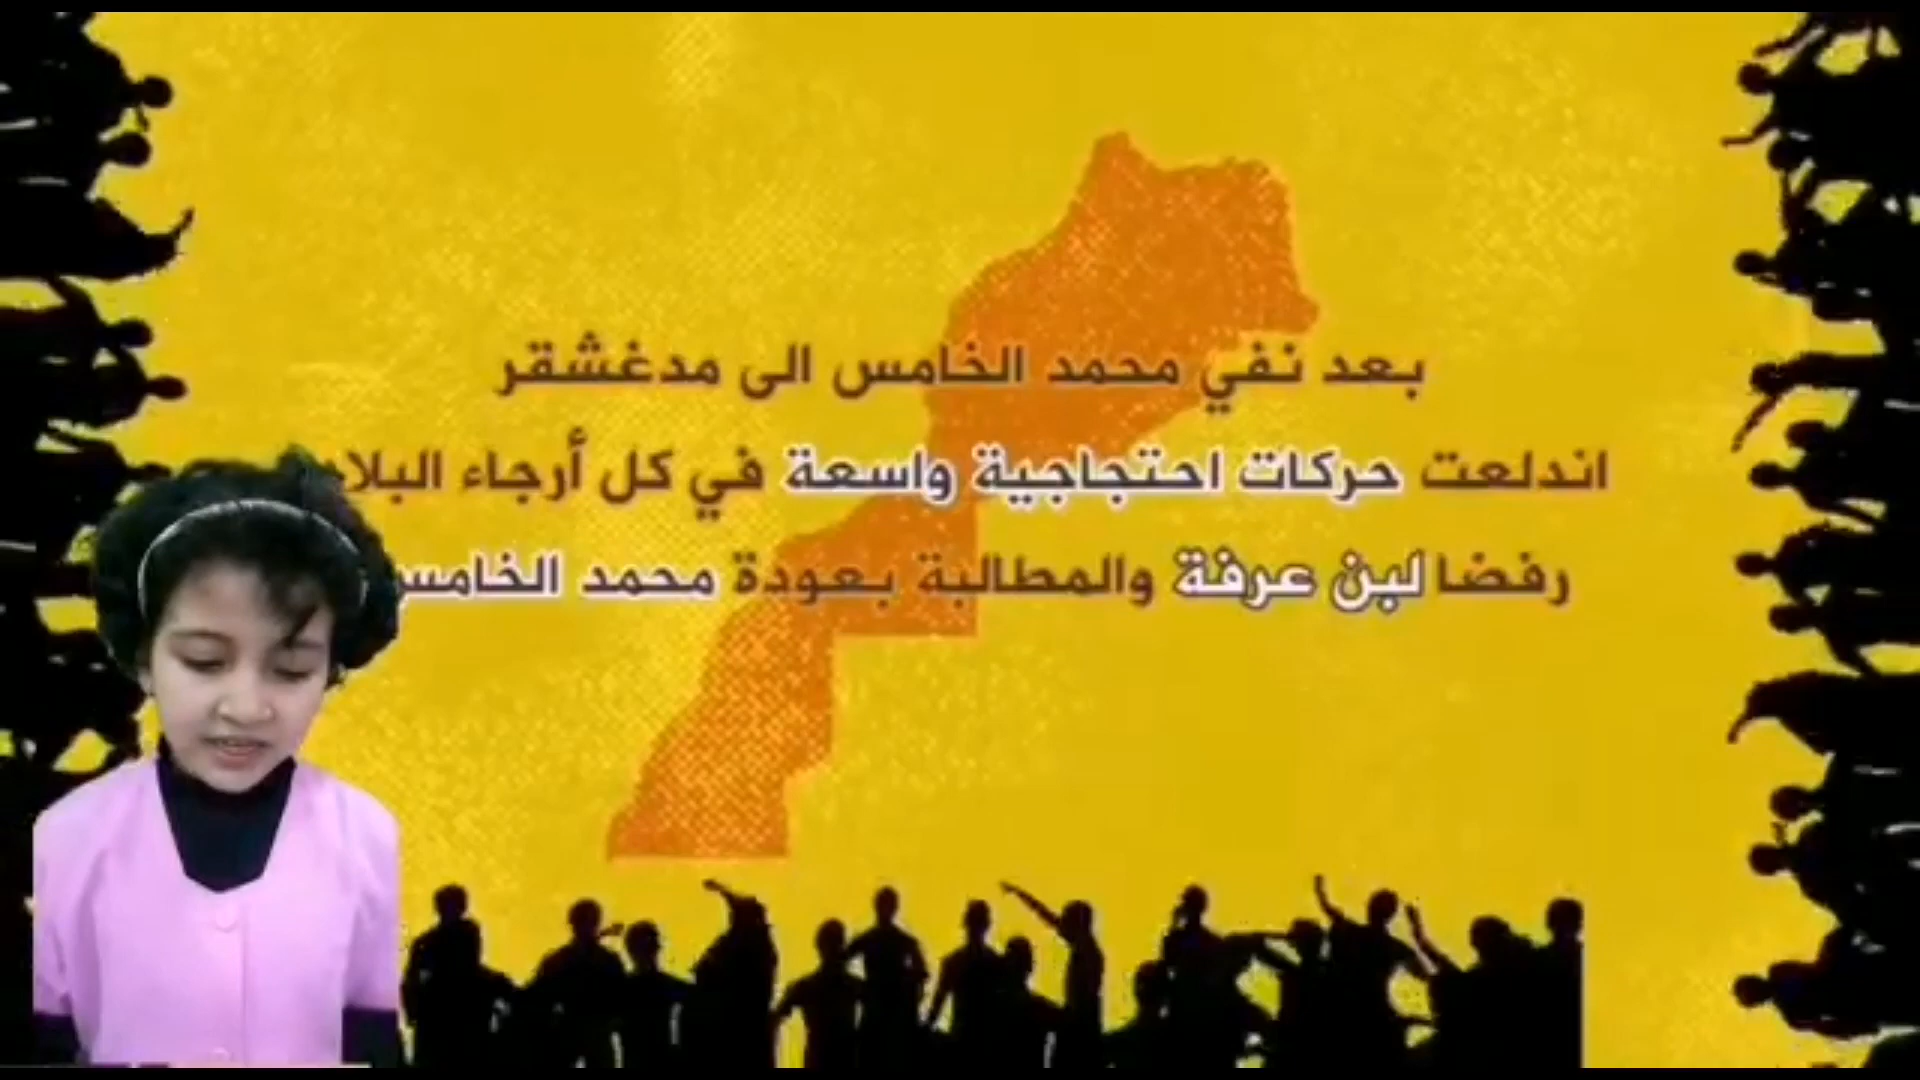 بعد نفي محمد الخامس الى مدغشقر
اندلعت حركات احتجاجية واسعة في كل أرجاء البلاد
رفضا لبن عرفة والمطالبة بعودة محمد الخامس